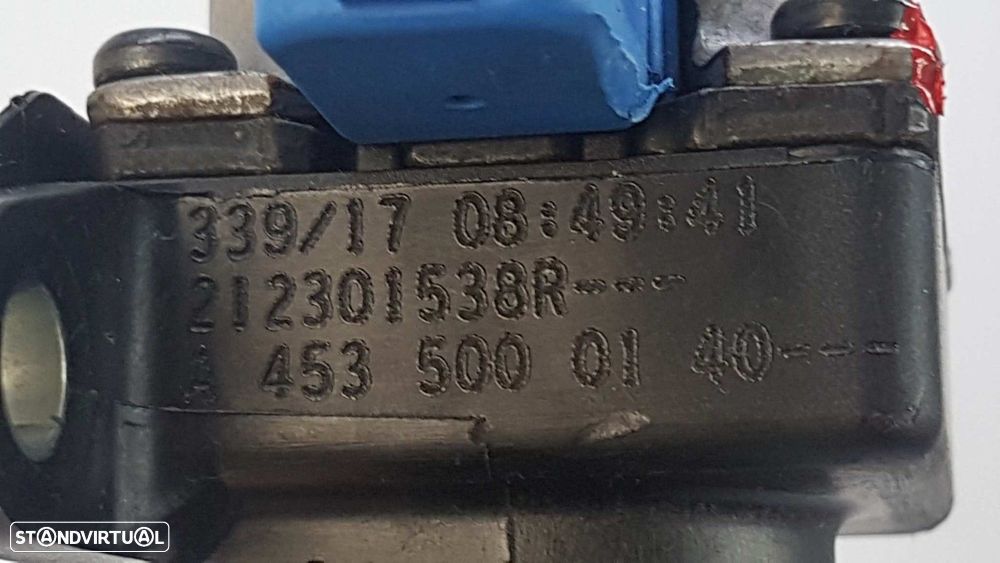 339/17 08:49:41
212301538R---
453 500 01 40---
STANDVIRTUAL